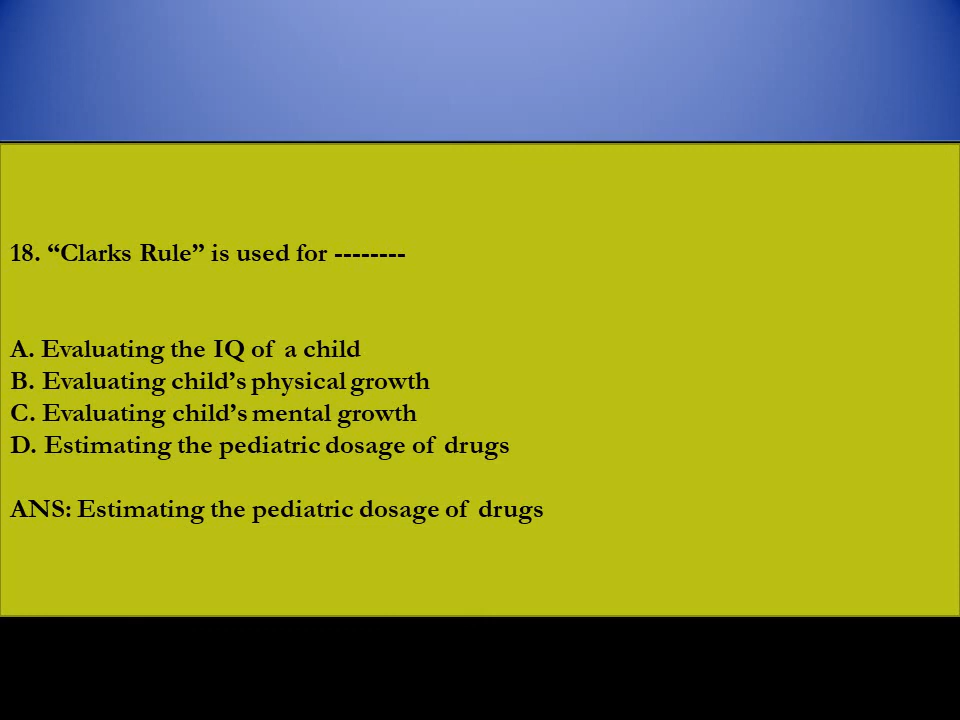 18. “Clarks Rule” is used for --------
A. Evaluating the IQ of a child
B. Evaluating child’s physical growth
C. Evaluating child’s mental growth
D. Estimating the pediatric dosage of drugs
ANS: Estimating the pediatric dosage of drugs